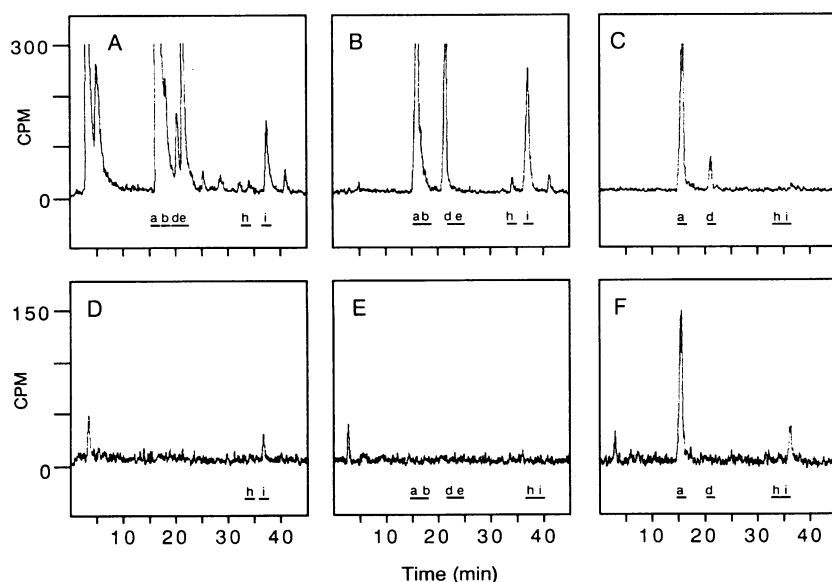 A B C
300
CPM
0
a b d e h i
a b d e h i
a d h i
D E F
150
CPM
0
h i
a b d e h i
a d h i
10 20 30 40
10 20 30 40
10 20 30 40
Time (min)